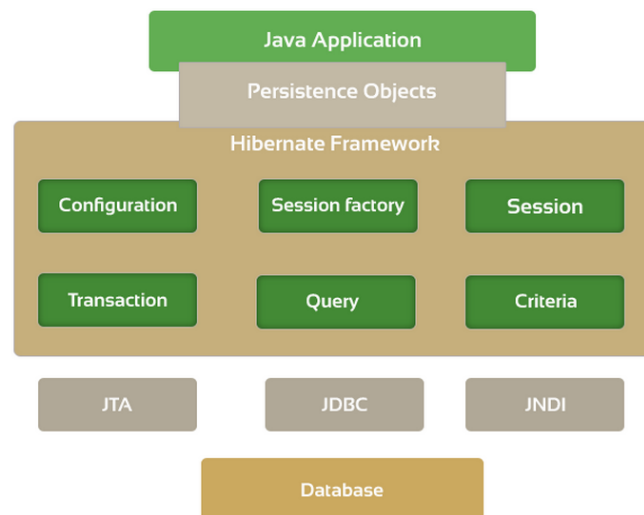 Java Application
Persistence Objects
Hibernate Framework
Configuration
Session factory
Session
Transaction
Query
Criteria
JTA
JDBC
JNDI
Database